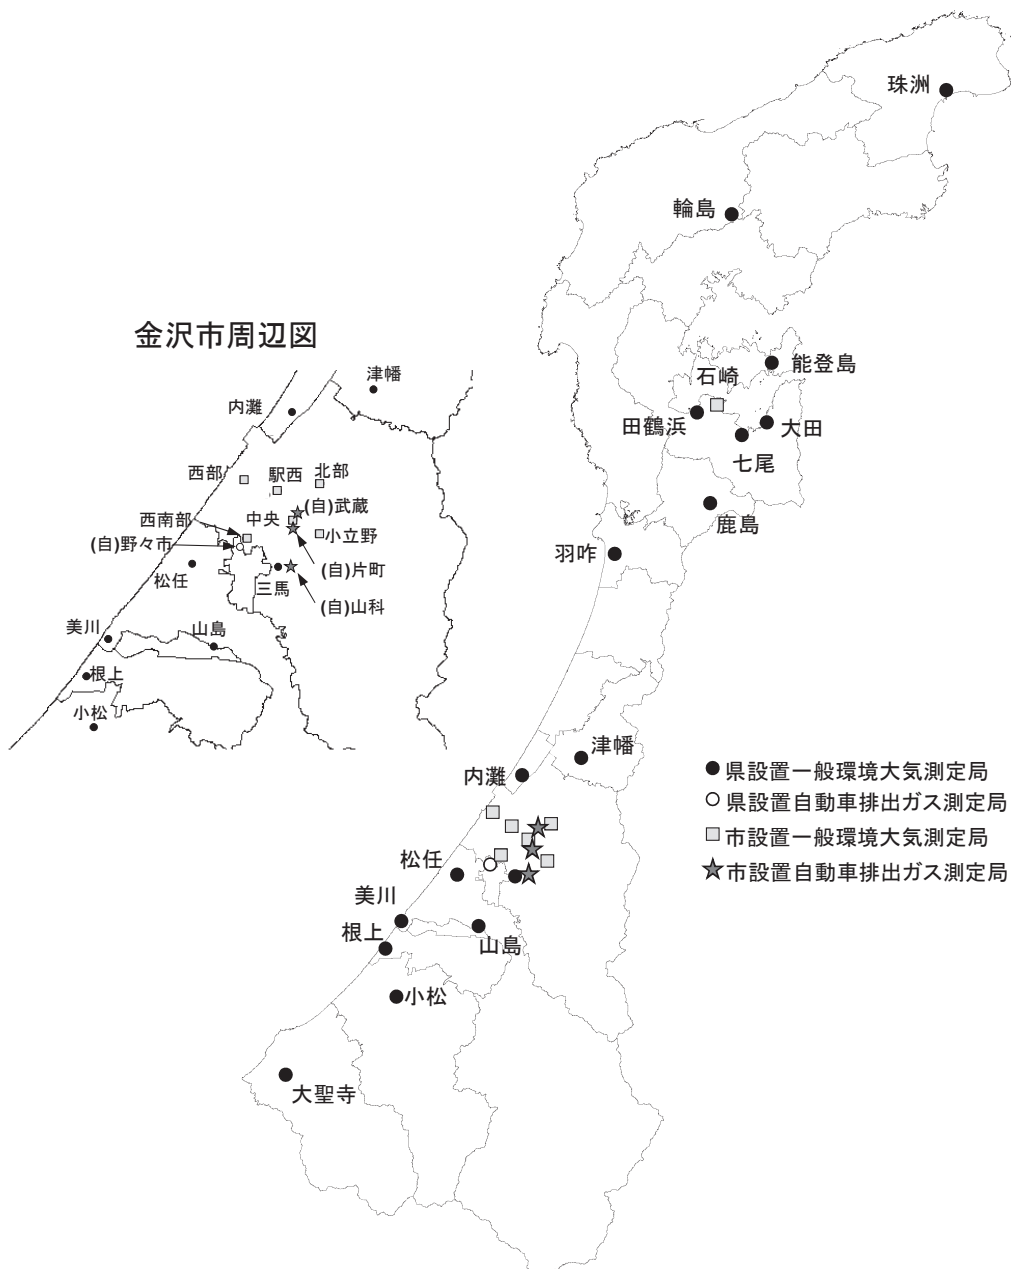 珠洲
輪島
金沢市周辺図
能登島
石崎
田鶴浜
大田
七尾
鹿島
羽咋
津幡
内灘
西部
駅西
北部
(自)武蔵
西南部
中央
小立野
(自)野々市
(自)片町
松任
三馬
(自)山科
美川
山島
根上
小松
津幡
内灘
県設置一般環境大気測定局
県設置自動車排出ガス測定局
市設置一般環境大気測定局
市設置自動車排出ガス測定局
松任
美川
根上
山島
小松
大聖寺